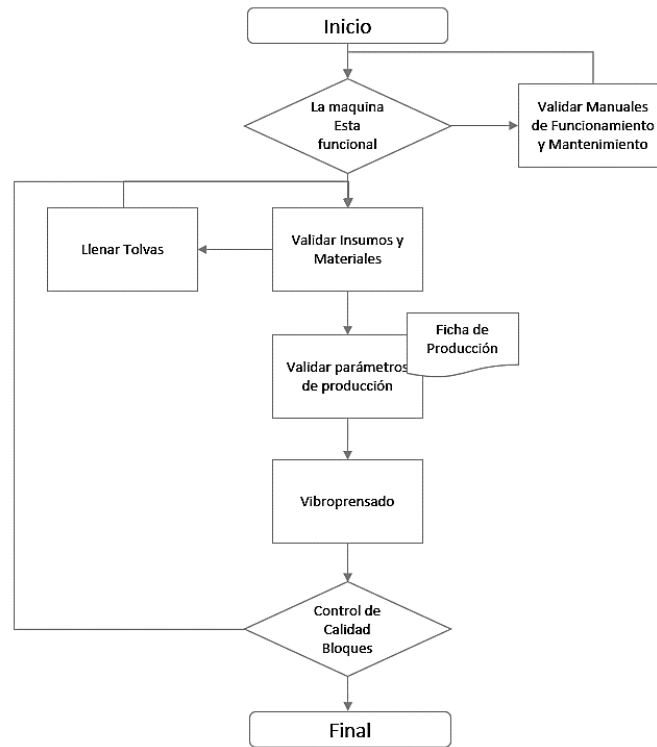 Inicio
La maquina
Esta
funcional
Validar Manuales
de Funcionamiento
y Mantenimiento
Llenar Tolvas
Validar Insumos y
Materiales
Ficha de
Producción
Validar parámetros
de producción
Vibroprensado
Control de
Calidad
Bloques
Final